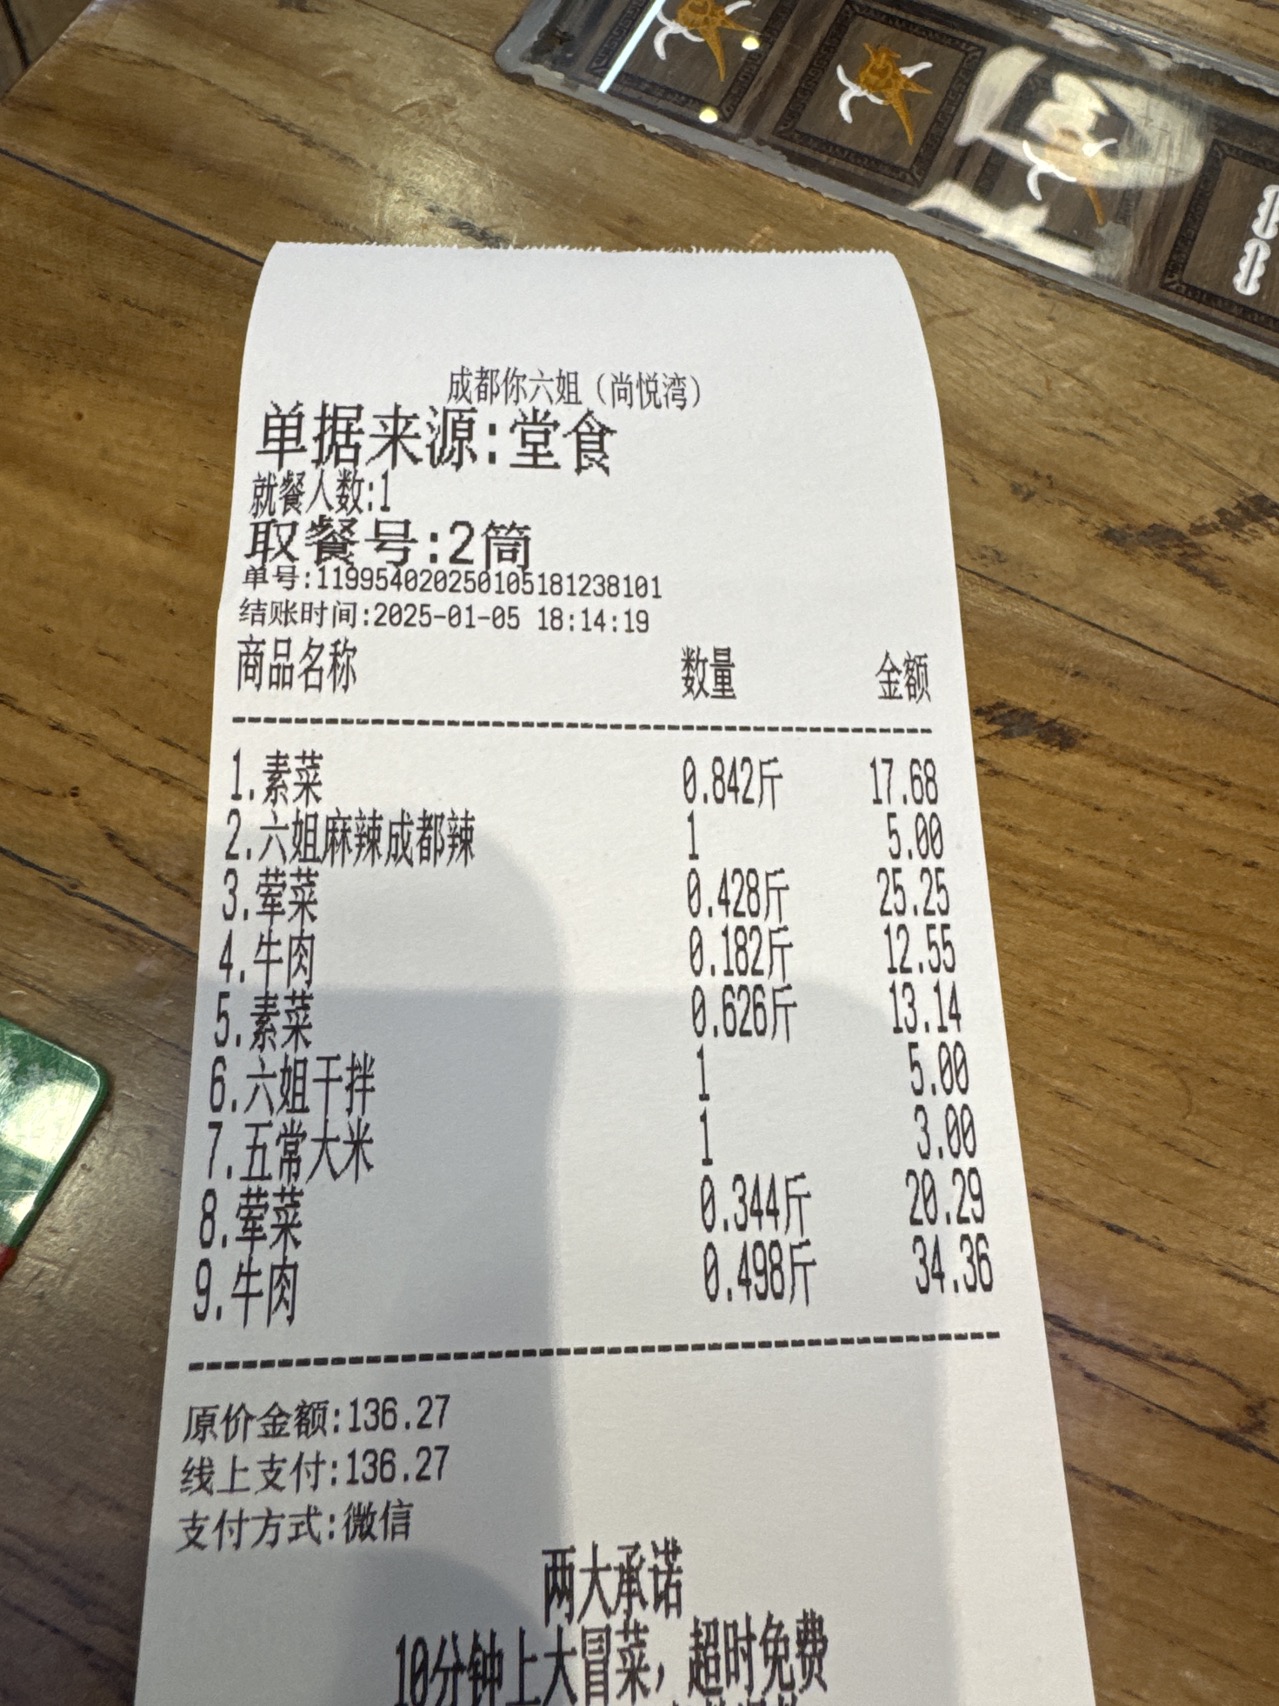 成都你六姐（尚悦湾）
单据来源:堂食
就餐人数:1
取餐号:2筒
单号:119954020250105181238101
结账时间:2025-01-05 18:14:19
商品名称 数量 金额
1.素菜 0.842斤 17.68
2.六姐麻辣成都辣 1 5.00
3.荤菜 0.428斤 25.25
4.牛肉 0.182斤 12.55
5.素菜 0.626斤 13.14
6.六姐干拌 1 5.00
7.五常大米 1 3.00
8.荤菜 0.344斤 20.29
9.牛肉 0.498斤 34.36
原价金额:136.27
线上支付:136.27
支付方式:微信
两大承诺
10分钟上大冒菜，超时免费